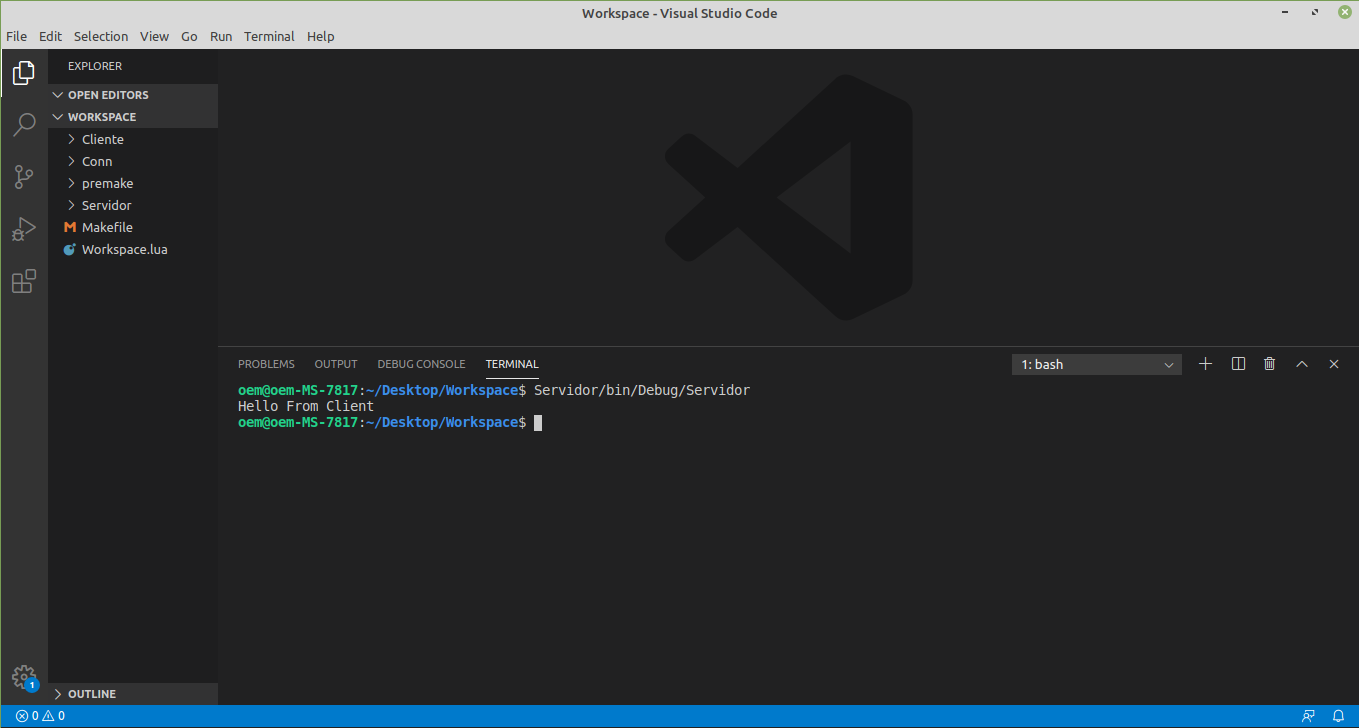 Workspace - Visual Studio Code
File Edit Selection View Go Run Terminal Help
EXPLORER
OPEN EDITORS
WORKSPACE
Cliente
Conn
premake
Servidor
M Makefile
Workspace.lua
PROBLEMS OUTPUT DEBUG CONSOLE TERMINAL 1: bash
oem@oem-MS-7817:~/Desktop/Workspace$ Servidor/bin/Debug/Servidor
Hello From Client
oem@oem-MS-7817:~/Desktop/Workspace$
1
OUTLINE
0 0